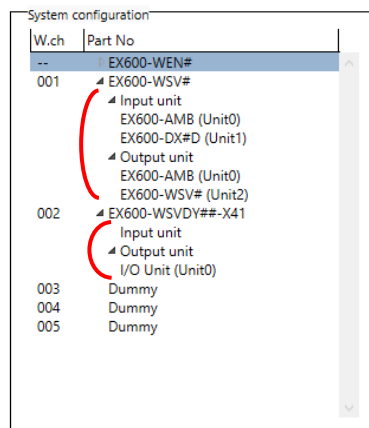 System configuration
W.ch Part No
-- EX600-WEN#
001 EX600-WSV#
Input unit
EX600-AMB (Unit0)
EX600-DX#D (Unit1)
Output unit
EX600-AMB (Unit0)
EX600-WSV# (Unit2)
002 EX600-WSVDY##-X41
Input unit
Output unit
I/O Unit (Unit0)
003 Dummy
004 Dummy
005 Dummy